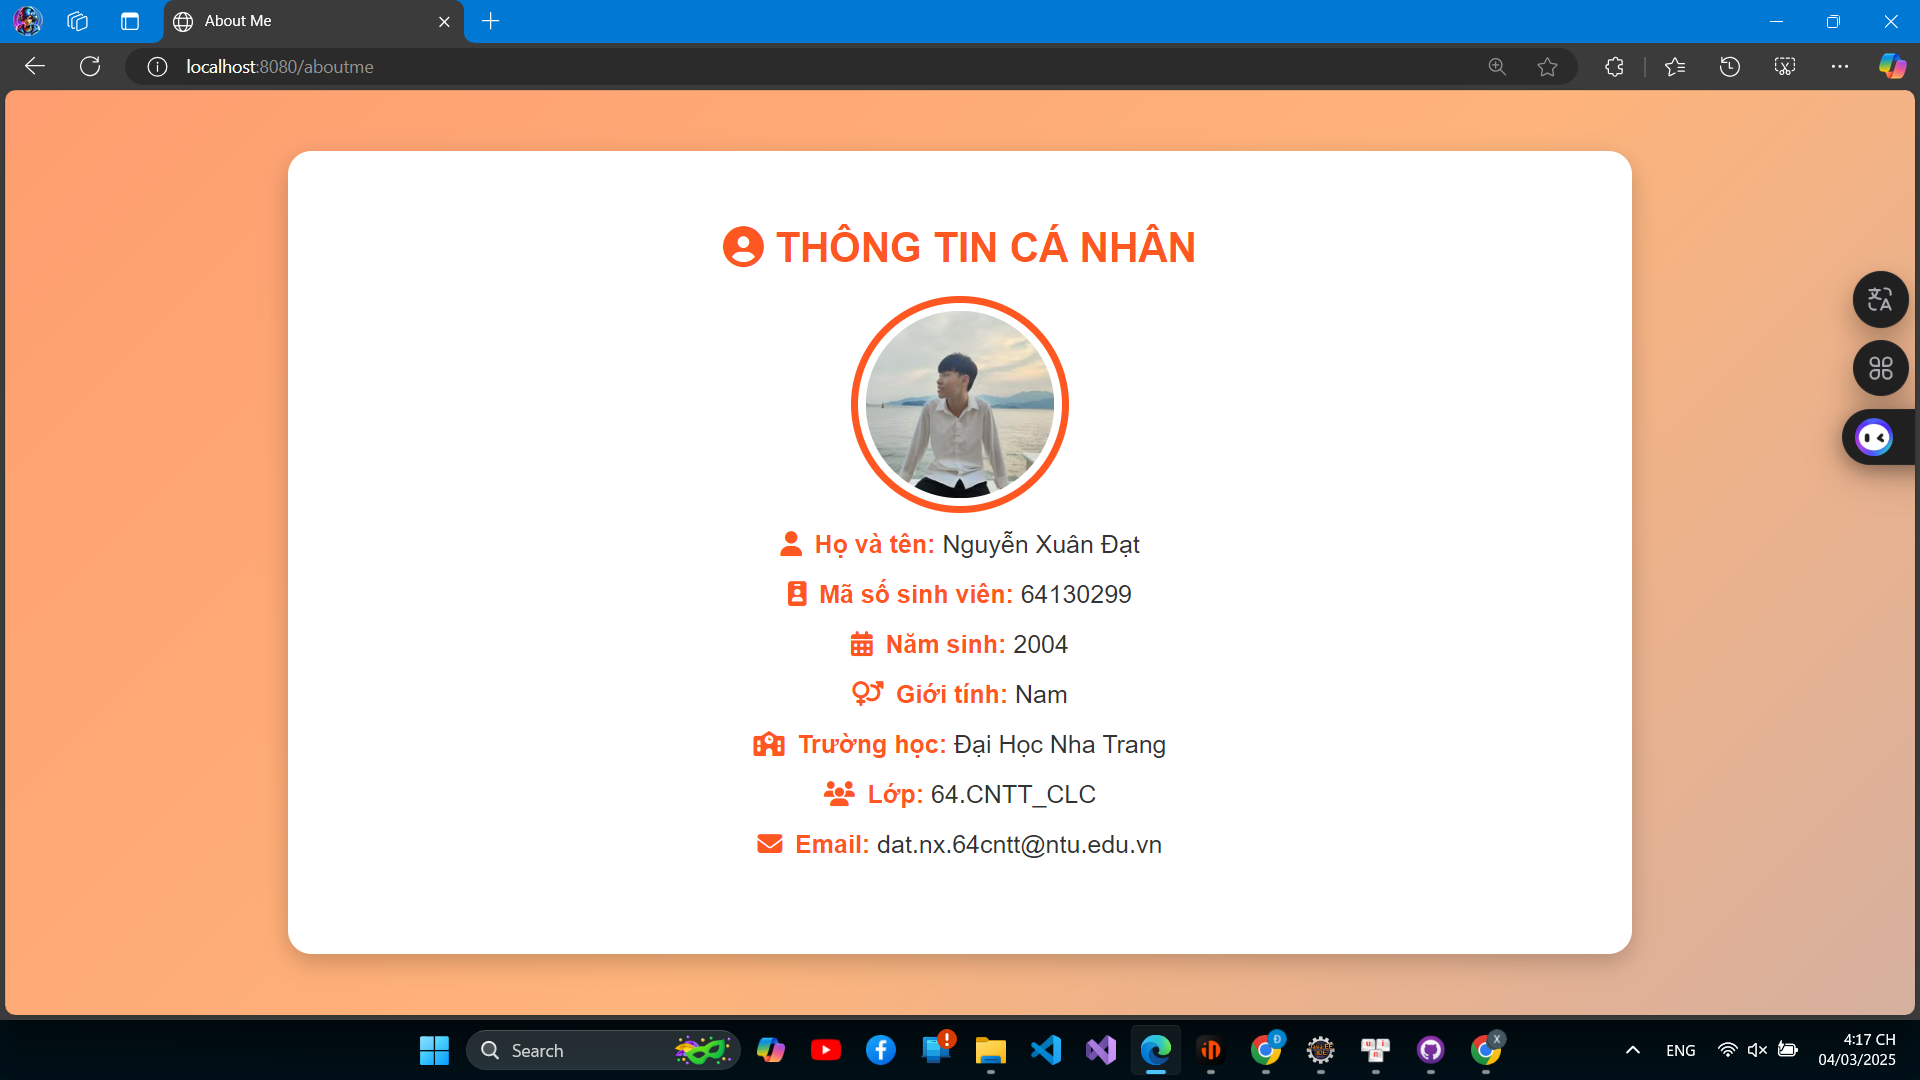 About Me
localhost:8080/aboutme
THÔNG TIN CÁ NHÂN
Họ và tên: Nguyễn Xuân Đạt
Mã số sinh viên: 64130299
Năm sinh: 2004
Giới tính: Nam
Trường học: Đại Học Nha Trang
Lớp: 64.CNTT_CLC
Email: dat.nx.64cntt@ntu.edu.vn
Search
ENG
4:17 CH
04/03/2025